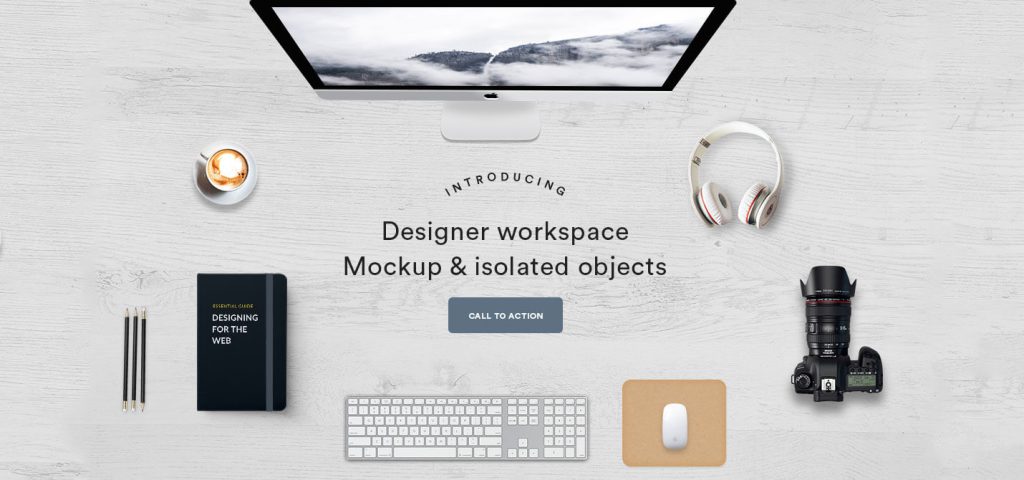 INTRODUCING
Designer workspace
Mockup & isolated objects
CALL TO ACTION
ESSENTIAL GUIDE
DESIGNING
FOR THE
WEB